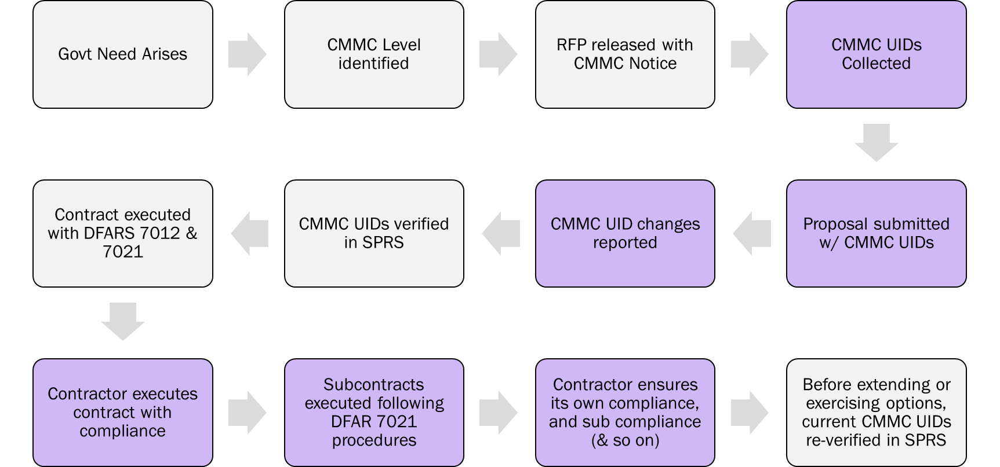 Govt Need Arises
CMMC Level
identified
RFP released with
CMMC Notice
CMMC UIDs
Collected
Proposal submitted
w/ CMMC UIDs
CMMC UID changes
reported
CMMC UIDs verified
in SPRS
Contract executed
with DFARS 7012 &
7021
Contractor executes
contract with
compliance
Subcontracts
executed following
DFAR 7021
procedures
Contractor ensures
its own compliance,
and sub compliance
(& so on)
Before extending or
exercising options,
current CMMC UIDs
re-verified in SPRS